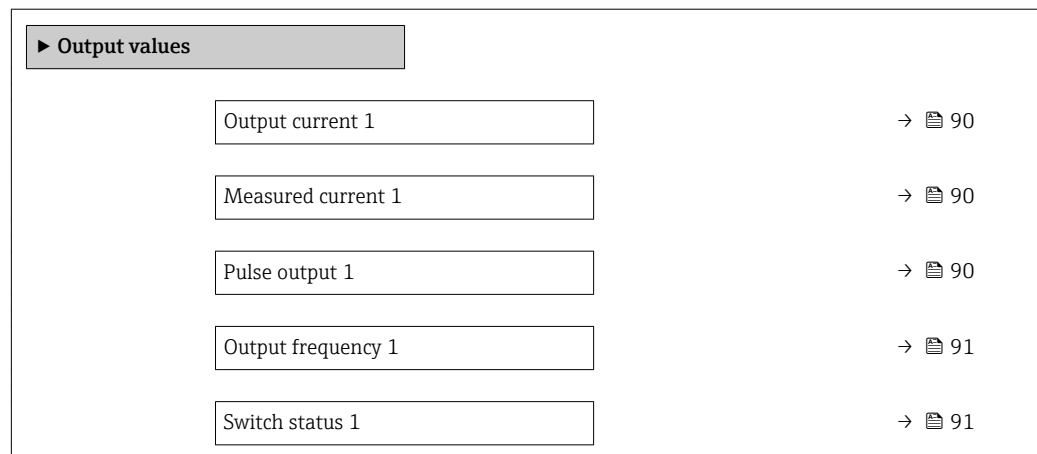 ▶ Output values
Output current 1 → 90
Measured current 1 → 90
Pulse output 1 → 90
Output frequency 1 → 91
Switch status 1 → 91